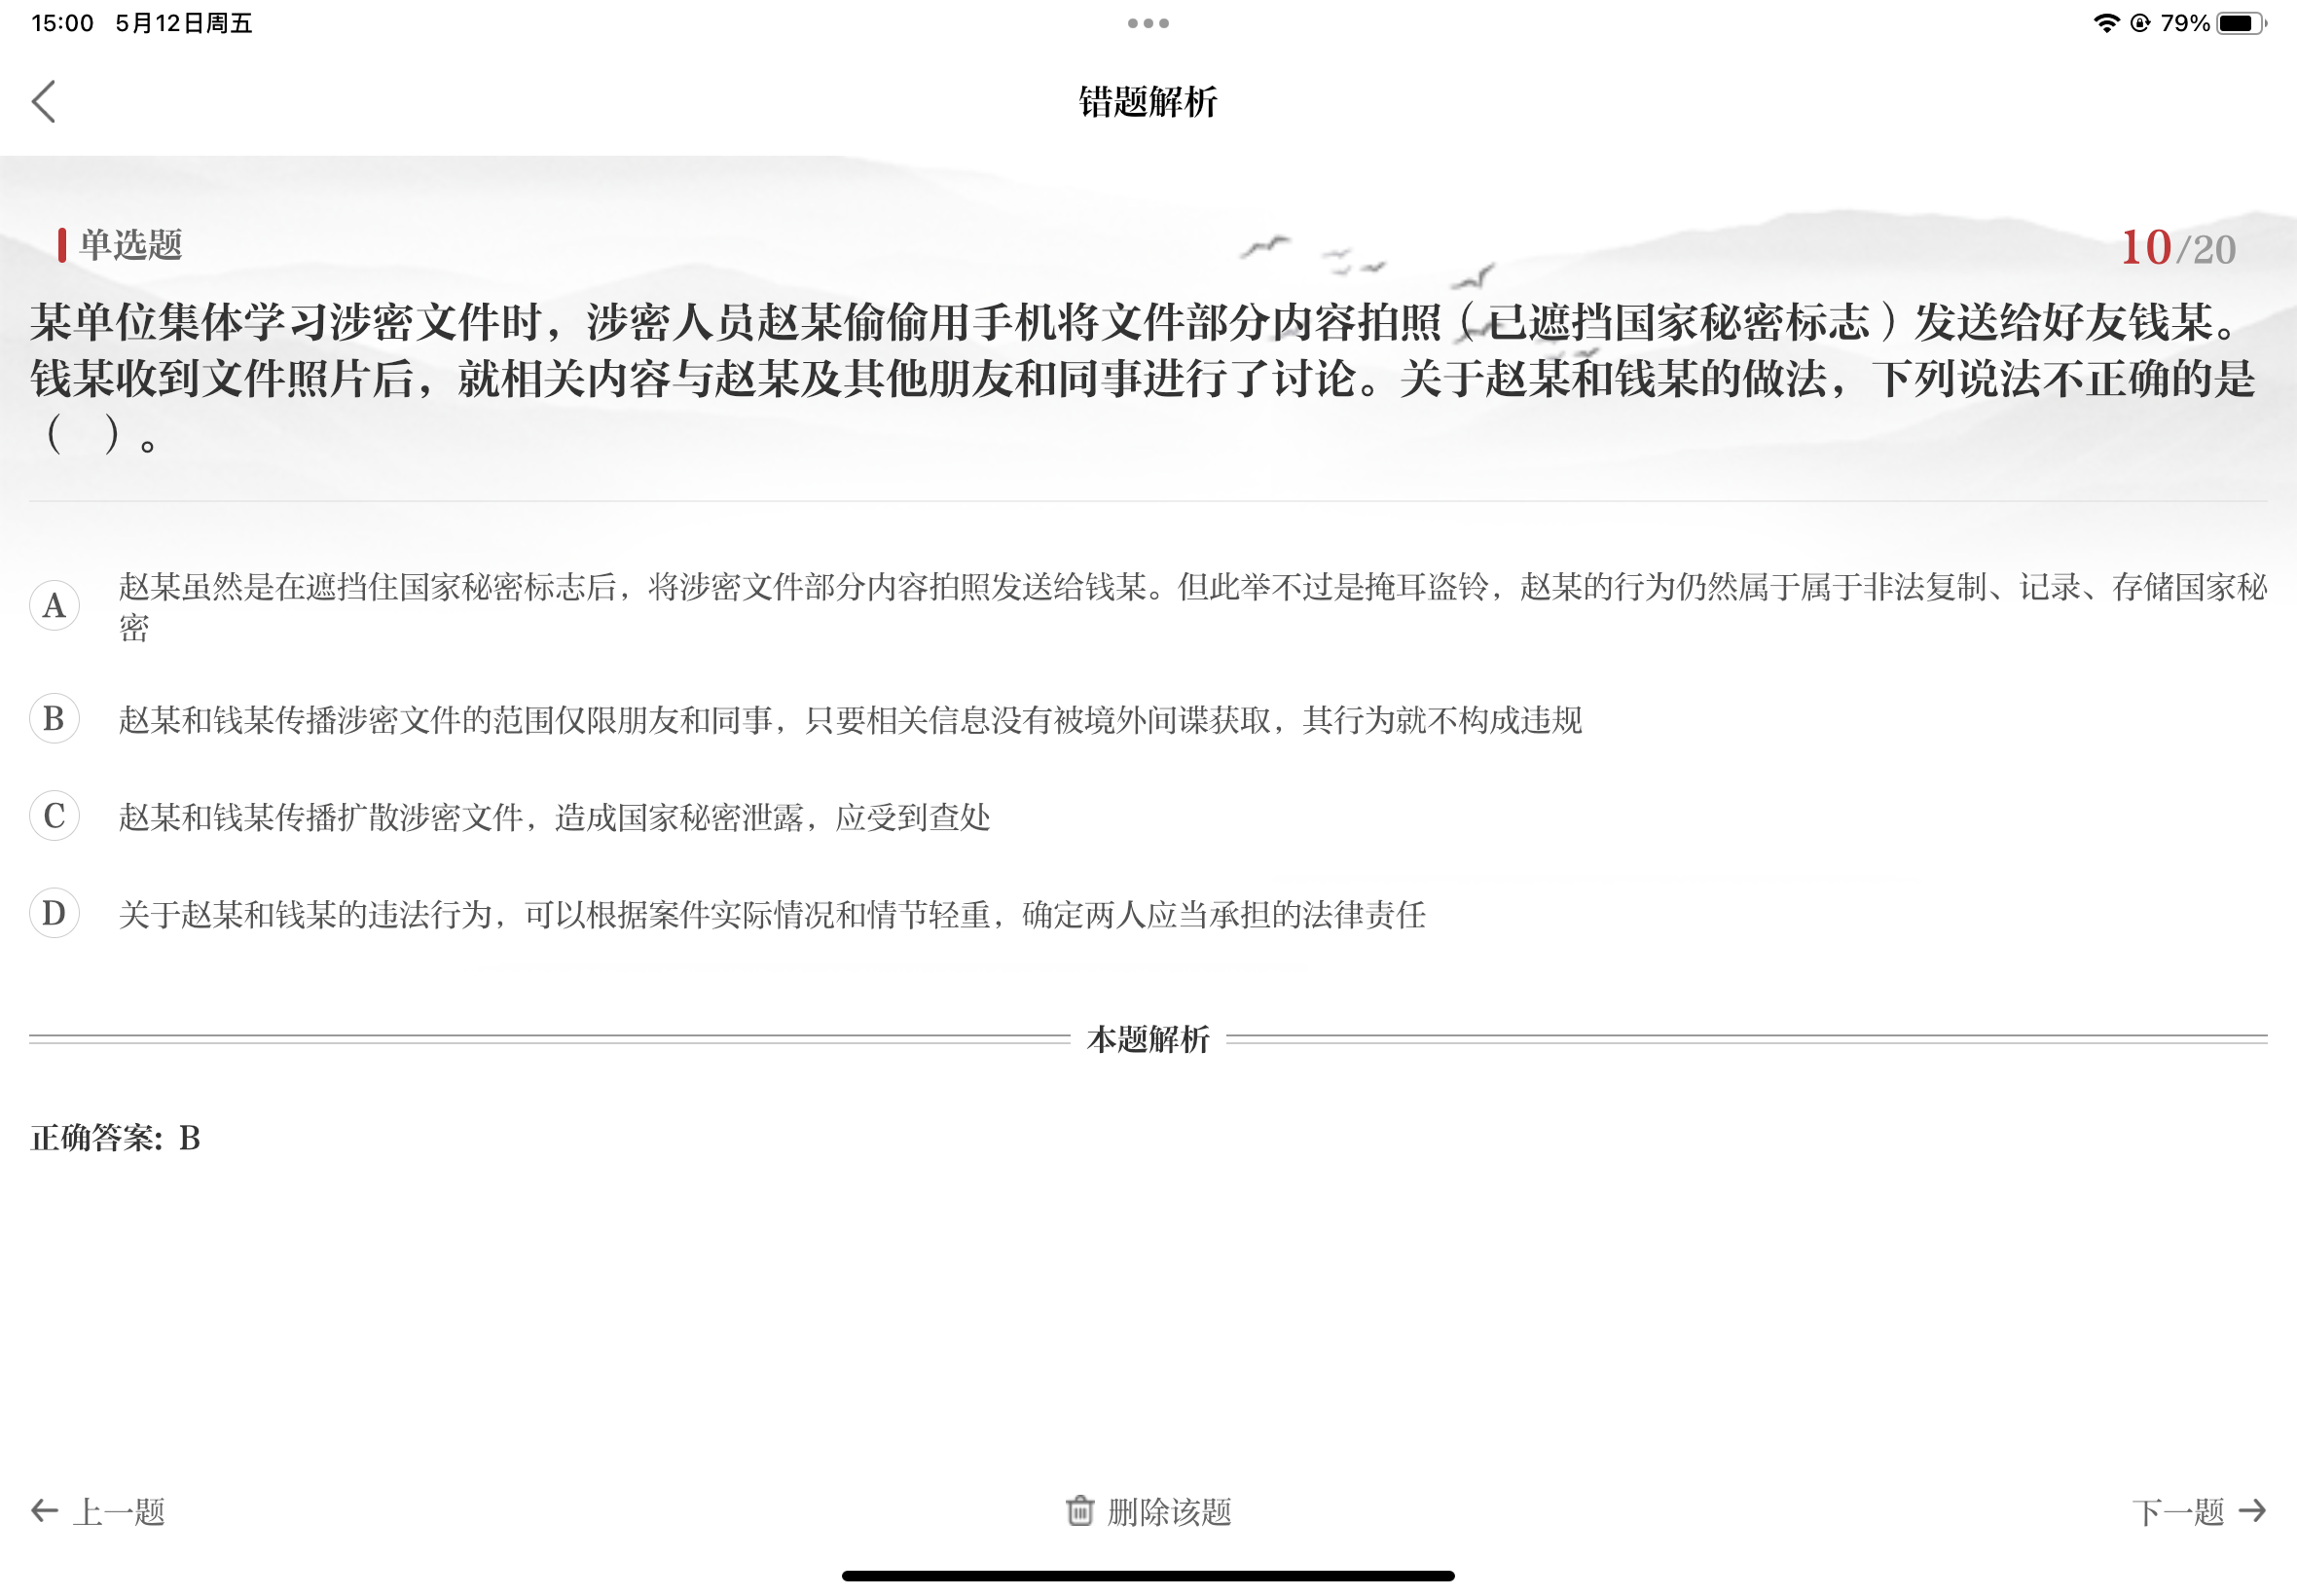 15:00 5月12日周五
79%
错题解析
单选题
10/20
某单位集体学习涉密文件时，涉密人员赵某偷偷用手机将文件部分内容拍照（已遮挡国家秘密标志）发送给好友钱某。
钱某收到文件照片后，就相关内容与赵某及其他朋友和同事进行了讨论。关于赵某和钱某的做法，下列说法不正确的是
（ ）。
A 赵某虽然是在遮挡住国家秘密标志后，将涉密文件部分内容拍照发送给钱某。但此举不过是掩耳盗铃，赵某的行为仍然属于属于非法复制、记录、存储国家秘
密
B 赵某和钱某传播涉密文件的范围仅限朋友和同事，只要相关信息没有被境外间谍获取，其行为就不构成违规
C 赵某和钱某传播扩散涉密文件，造成国家秘密泄露，应受到查处
D 关于赵某和钱某的违法行为，可以根据案件实际情况和情节轻重，确定两人应当承担的法律责任
本题解析
正确答案: B
上一题
删除该题
下一题